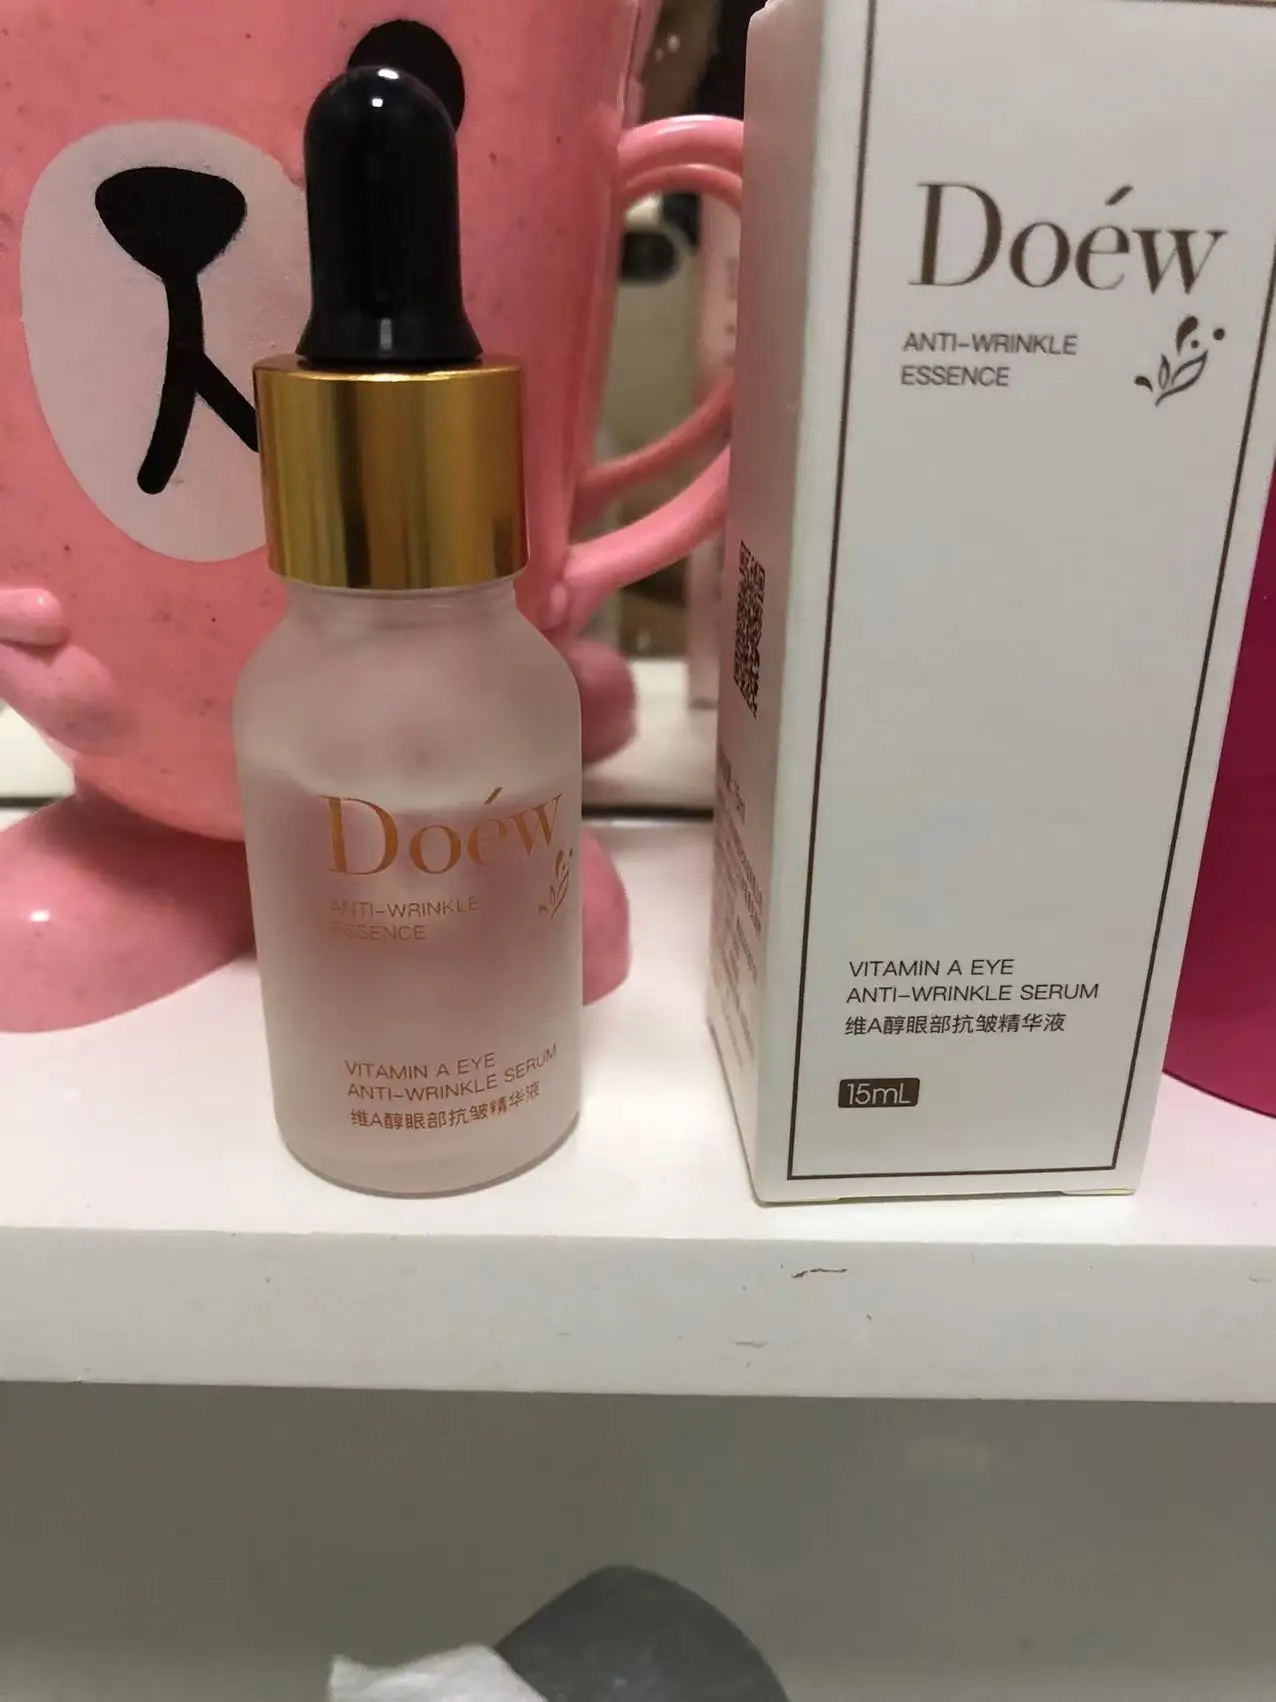 Doéw
ANTI-WRINKLE
ESSENCE
VITAMIN A EYE
ANTI-WRINKLE SERUM
维A醇眼部抗皱精华液
Doéw
ANTI-WRINKLE
ESSENCE
VITAMIN A EYE
ANTI-WRINKLE SERUM
维A醇眼部抗皱精华液
15mL